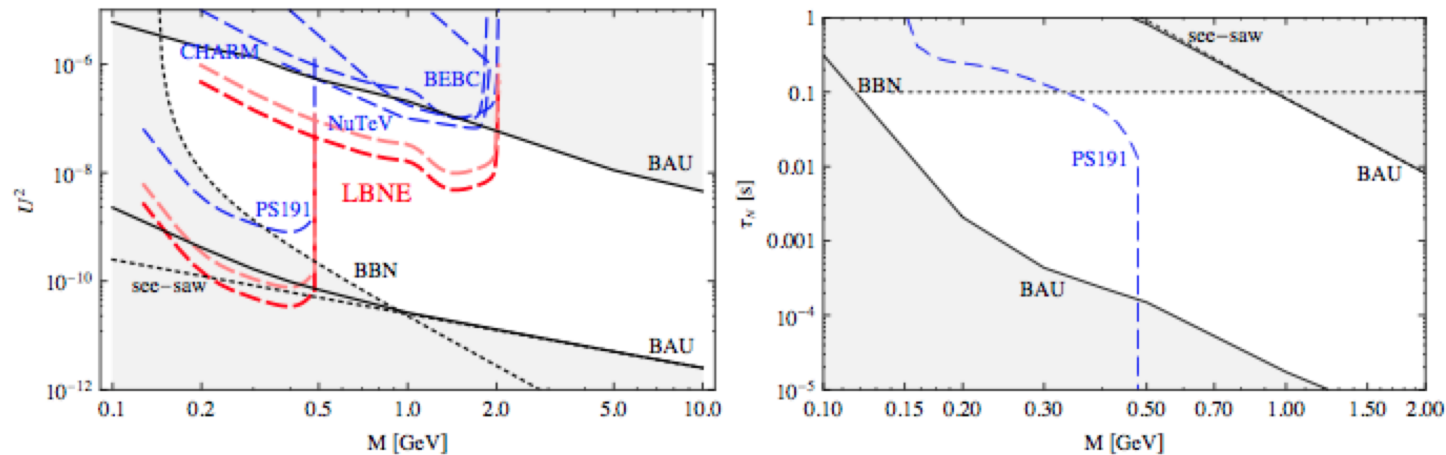 10⁻⁶
10⁻⁸
10⁻¹⁰
10⁻¹²
U²
CHARM
BEBC
NuTeV
BAU
LBNE
PS191
BBN
see-saw
BAU
0.1 0.2 0.5 1.0 2.0 5.0 10.0
M [GeV]
1
0.1
0.01
0.001
10⁻⁴
10⁻⁵
τN [s]
see-saw
BBN
PS191
BAU
BAU
0.10 0.15 0.20 0.30 0.50 0.70 1.00 1.50 2.00
M [GeV]